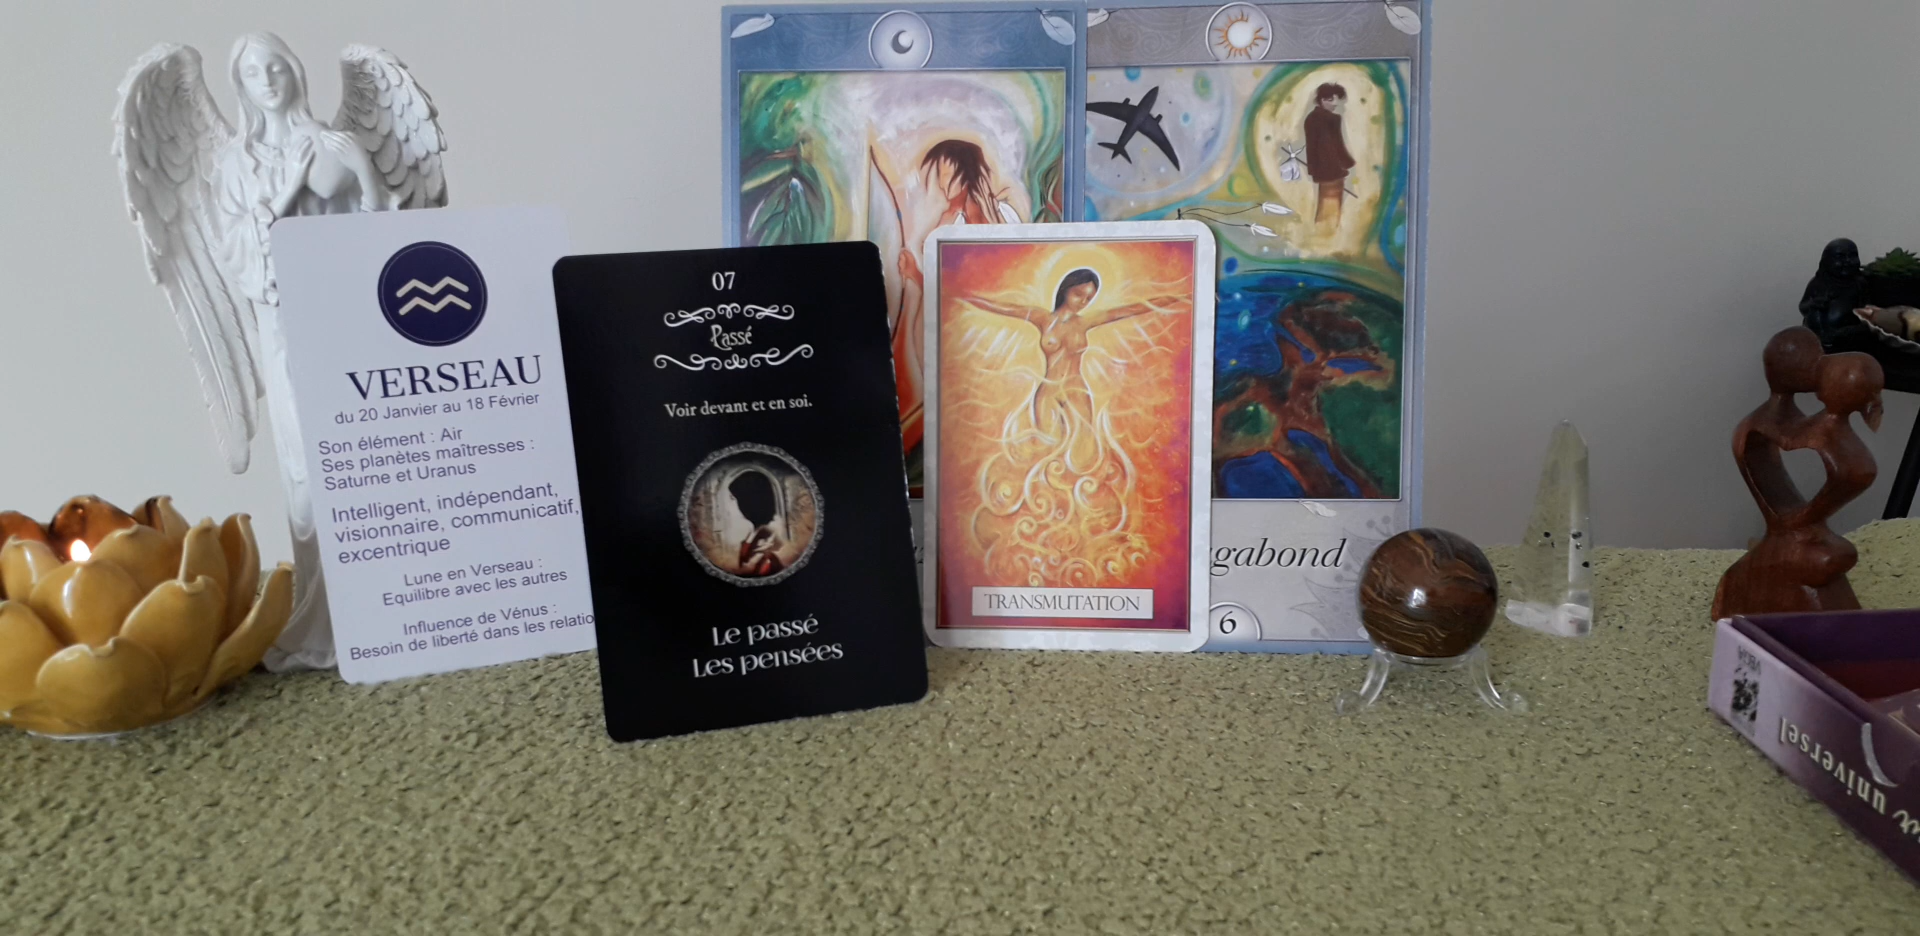 VERSEAU
du 20 Janvier au 18 Février
Son élément : Air
Ses planètes maîtresses :
Saturne et Uranus
Intelligent, indépendant,
visionnaire, communicatif,
excentrique
Lune en Verseau :
Equilibre avec les autres
Influence de Vénus :
Besoin de liberté dans les relatio
07
Passé
Voir devant et en soi.
Le passé
Les pensées
TRANSMUTATION
gabond
6
universel